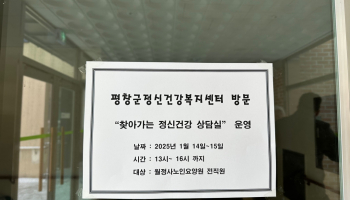 평창군정신건강복지센터 방문
“찾아가는 정신건강 상담실” 운영
날짜 : 2025년 1월 14일~15일
시간 : 13시~ 16시 까지
대상 : 월정사노인요양원 전직원